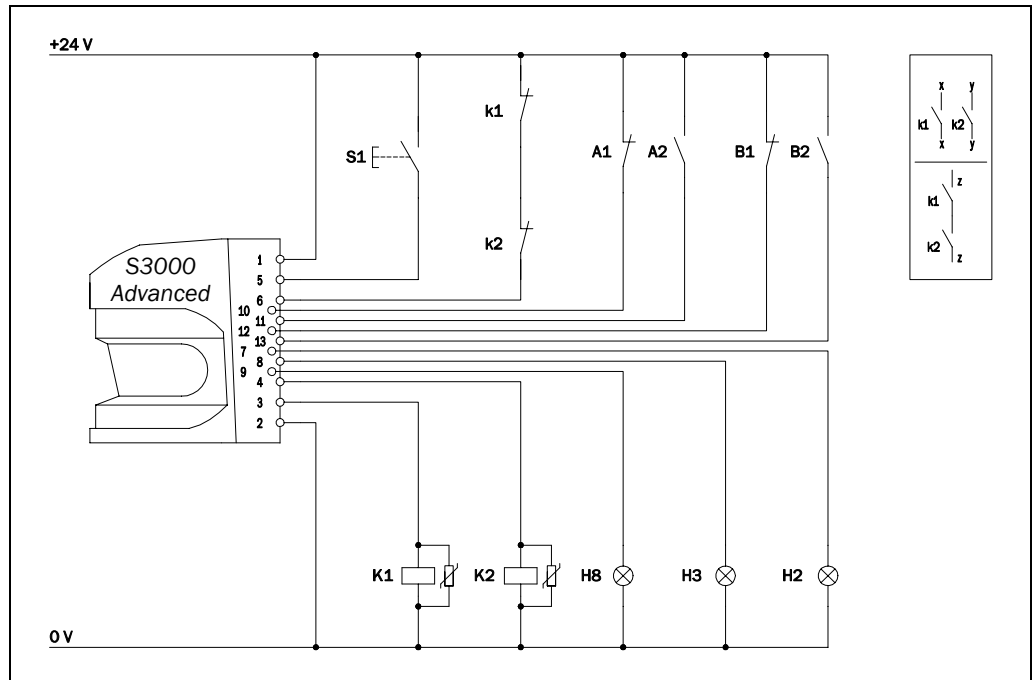 +24 V
x y
k1 k1 k2
x y
S1 A1 A2 B1 B2
z
k1
k2 k2
z
S3000
Advanced
1
5
6
10
11
12
13
7
8
9
4
3
2
K1 K2 H8 H3 H2
0 V